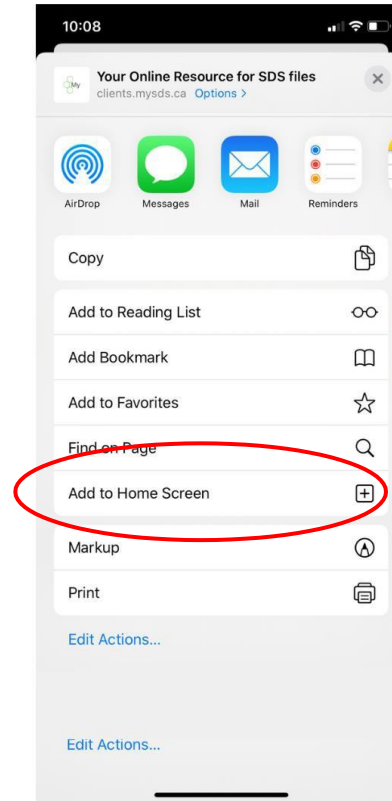 10:08
My
Your Online Resource for SDS files
clients.mysds.ca Options >
AirDrop
Messages
Mail
Reminders
Copy
Add to Reading List
Add Bookmark
Add to Favorites
Find on Page
Add to Home Screen
Markup
Print
Edit Actions...
Edit Actions...